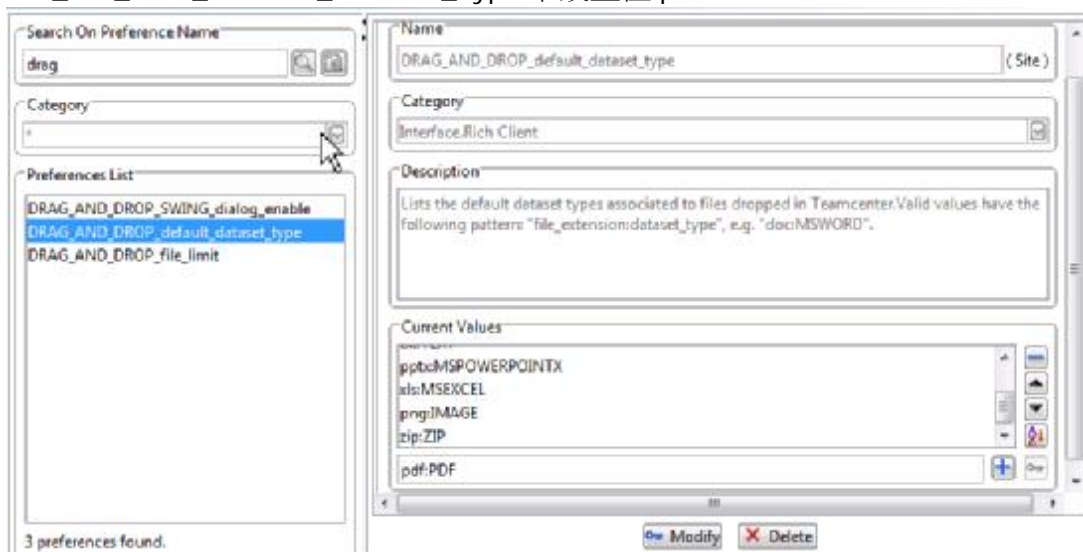 Search On Preference Name
drag
Category
*
Preferences List
DRAG_AND_DROP_SWING_dialog_enable
DRAG_AND_DROP_default_dataset_type
DRAG_AND_DROP_file_limit
3 preferences found.
Name
DRAG_AND_DROP_default_dataset_type
( Site )
Category
Interface.Rich Client
Description
Lists the default dataset types associated to files dropped in Teamcenter.Valid values have the
following pattern: "file_extension:dataset_type", e.g. "doc:MSWORD".
Current Values
pptx:MSPOWERPOINTX
xls:MSEXCEL
png:IMAGE
zip:ZIP
pdf:PDF
Modify
Delete